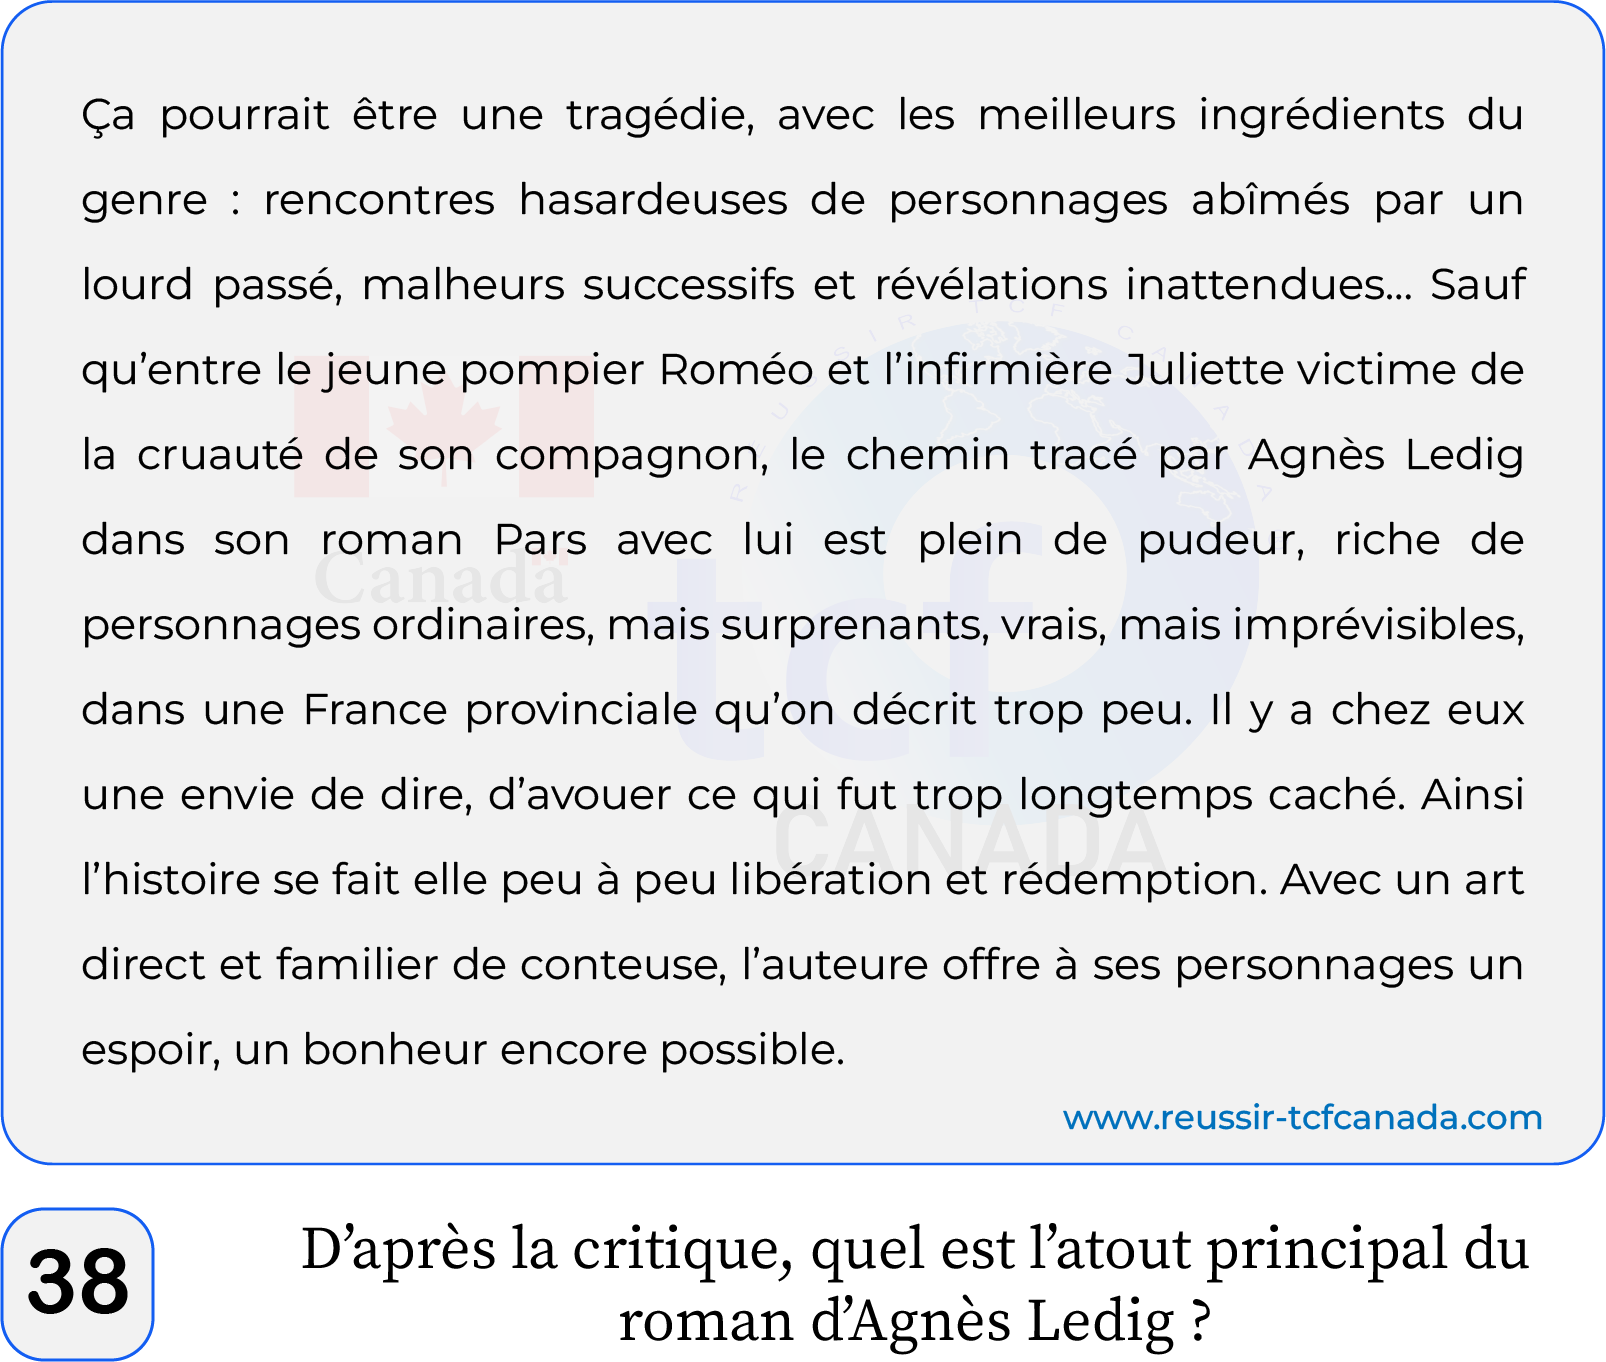 Ça pourrait être une tragédie, avec les meilleurs ingrédients du
genre : rencontres hasardeuses de personnages abîmés par un
lourd passé, malheurs successifs et révélations inattendues... Sauf
qu’entre le jeune pompier Roméo et l’infirmière Juliette victime de
la cruauté de son compagnon, le chemin tracé par Agnès Ledig
dans son roman Pars avec lui est plein de pudeur, riche de
personnages ordinaires, mais surprenants, vrais, mais imprévisibles,
dans une France provinciale qu’on décrit trop peu. Il y a chez eux
une envie de dire, d’avouer ce qui fut trop longtemps caché. Ainsi
l’histoire se fait elle peu à peu libération et rédemption. Avec un art
direct et familier de conteuse, l’auteure offre à ses personnages un
espoir, un bonheur encore possible.
REUSSIR TCF CANADA
Canada
tcf
CANADA
www.reussir-tcfcanada.com
38
D’après la critique, quel est l’atout principal du
roman d’Agnès Ledig ?